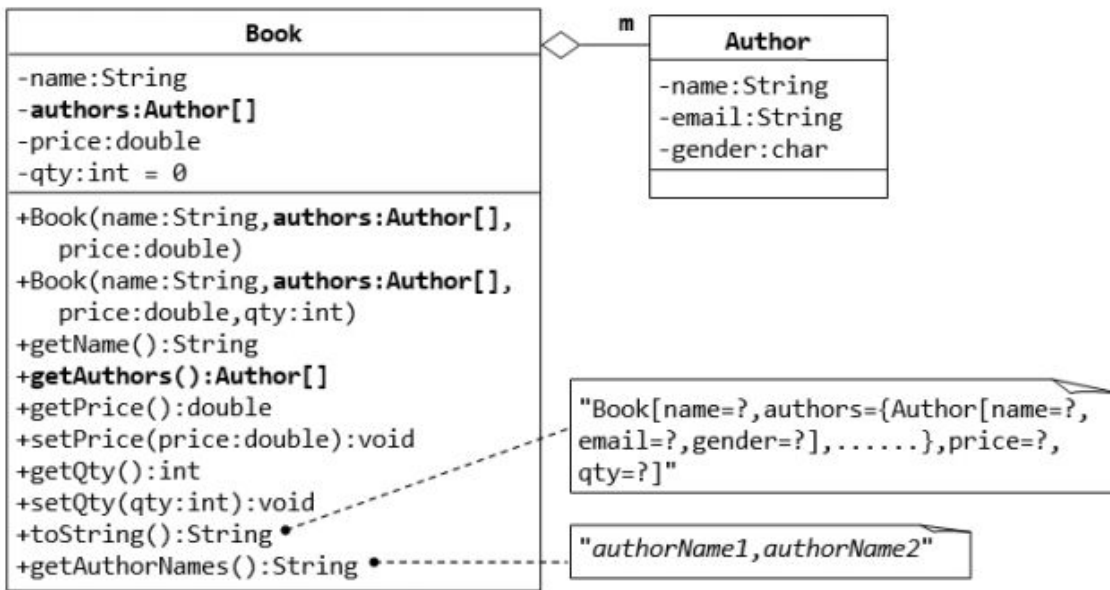 Book
-name:String
-authors:Author[]
-price:double
-qty:int = 0
+Book(name:String,authors:Author[],
price:double)
+Book(name:String,authors:Author[],
price:double,qty:int)
+getName():String
+getAuthors():Author[]
+getPrice():double
+setPrice(price:double):void
+getQty():int
+setQty(qty:int):void
+toString():String
+getAuthorNames():String
m
Author
-name:String
-email:String
-gender:char
"Book[name=?,authors={Author[name=?,
email=?,gender=?],......},price=?,
qty=?]"
"authorName1,authorName2"